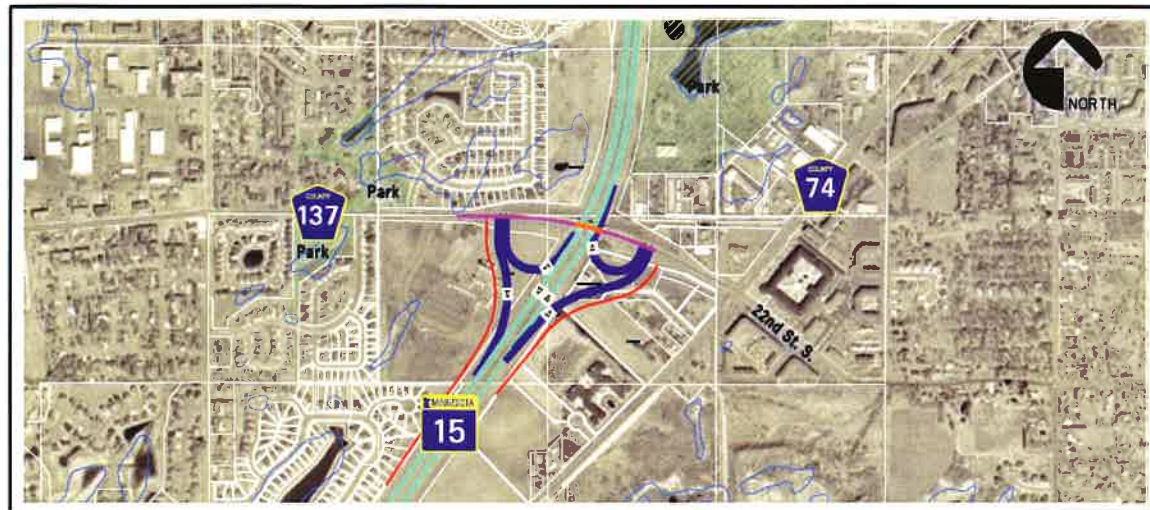 Park
NORTH
COUNTY
137
Park
COUNTY
74
Park
22nd St. S.
MINNESOTA
15